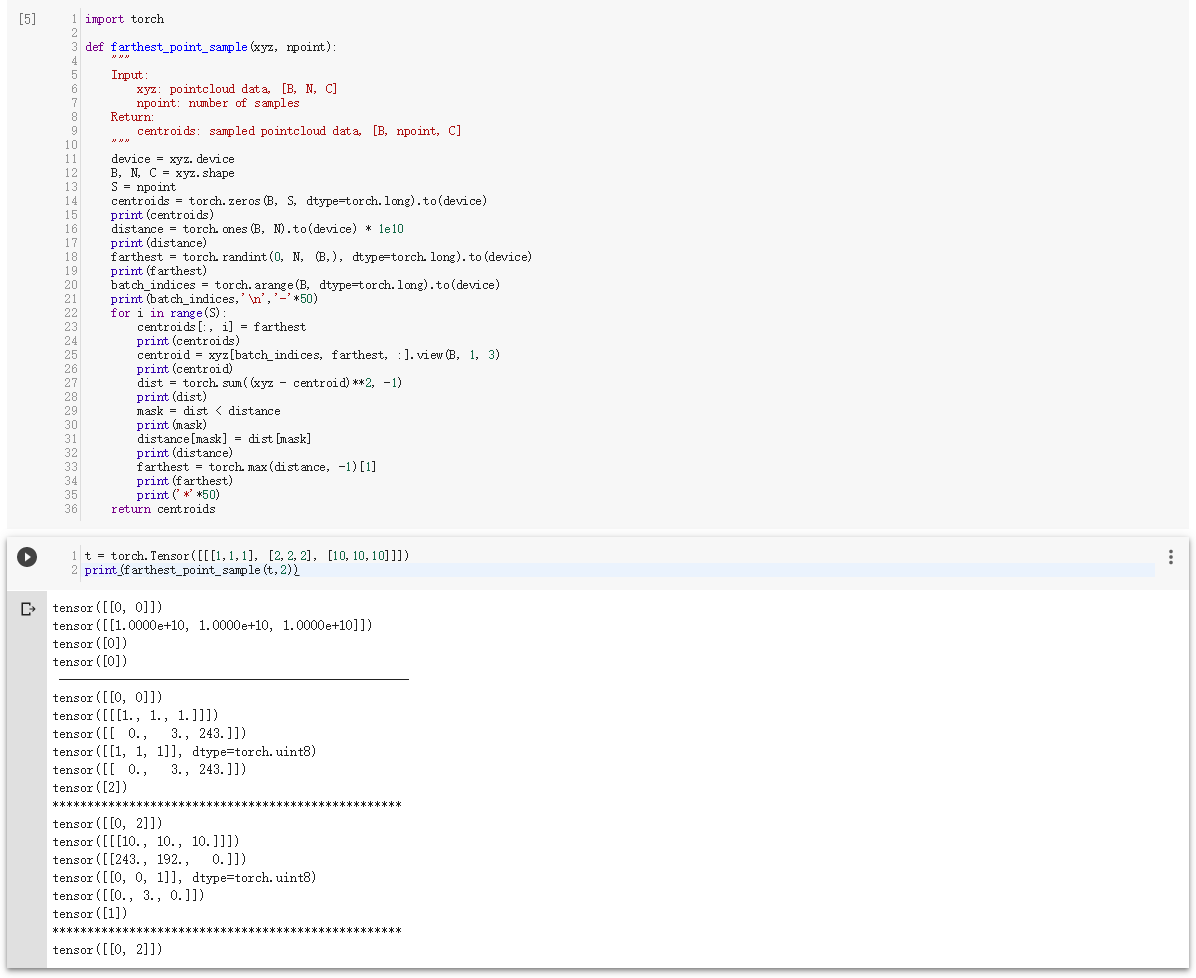 [5]
1 import torch
2
3 def farthest_point_sample(xyz, npoint):
4     """
5     Input:
6         xyz: pointcloud data, [B, N, C]
7         npoint: number of samples
8     Return:
9         centroids: sampled pointcloud data, [B, npoint, C]
10     """
11     device = xyz.device
12     B, N, C = xyz.shape
13     S = npoint
14     centroids = torch.zeros(B, S, dtype=torch.long).to(device)
15     print(centroids)
16     distance = torch.ones(B, N).to(device) * 1e10
17     print(distance)
18     farthest = torch.randint(0, N, (B,), dtype=torch.long).to(device)
19     print(farthest)
20     batch_indices = torch.arange(B, dtype=torch.long).to(device)
21     print(batch_indices,'\n','-'*50)
22     for i in range(S):
23         centroids[:, i] = farthest
24         print(centroids)
25         centroid = xyz[batch_indices, farthest, :].view(B, 1, 3)
26         print(centroid)
27         dist = torch.sum((xyz - centroid)**2, -1)
28         print(dist)
29         mask = dist < distance
30         print(mask)
31         distance[mask] = dist[mask]
32         print(distance)
33         farthest = torch.max(distance, -1)[1]
34         print(farthest)
35         print('*'*50)
36     return centroids
1 t = torch.Tensor([[[1,1,1], [2,2,2], [10,10,10]]])
2 print(farthest_point_sample(t,2))
tensor([[0, 0]])
tensor([[1.0000e+10, 1.0000e+10, 1.0000e+10]])
tensor([0])
tensor([0])
--------------------------------------------------
tensor([[0, 0]])
tensor([[[1., 1., 1.]]])
tensor([[  0.,   3., 243.]])
tensor([[1, 1, 1]], dtype=torch.uint8)
tensor([[  0.,   3., 243.]])
tensor([2])
**************************************************
tensor([[0, 2]])
tensor([[[10., 10., 10.]]])
tensor([[243., 192.,   0.]])
tensor([[0, 0, 1]], dtype=torch.uint8)
tensor([[0., 3., 0.]])
tensor([1])
**************************************************
tensor([[0, 2]])